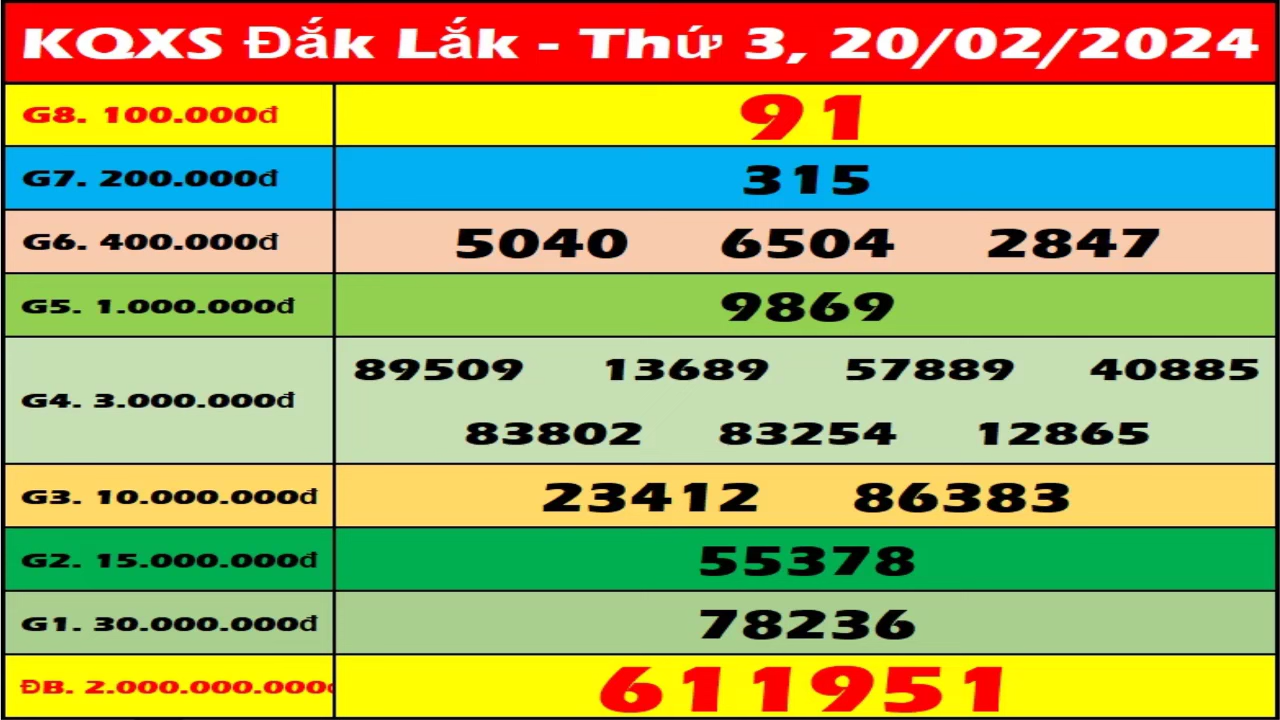 KQXS Đắk Lắk - Thứ 3, 20/02/2024
G8. 100.000đ 91
G7. 200.000đ 315
G6. 400.000đ 5040 6504 2847
G5. 1.000.000đ 9869
G4. 3.000.000đ 89509 13689 57889 40885
83802 83254 12865
G3. 10.000.000đ 23412 86383
G2. 15.000.000đ 55378
G1. 30.000.000đ 78236
ĐB. 2.000.000.000đ 611951